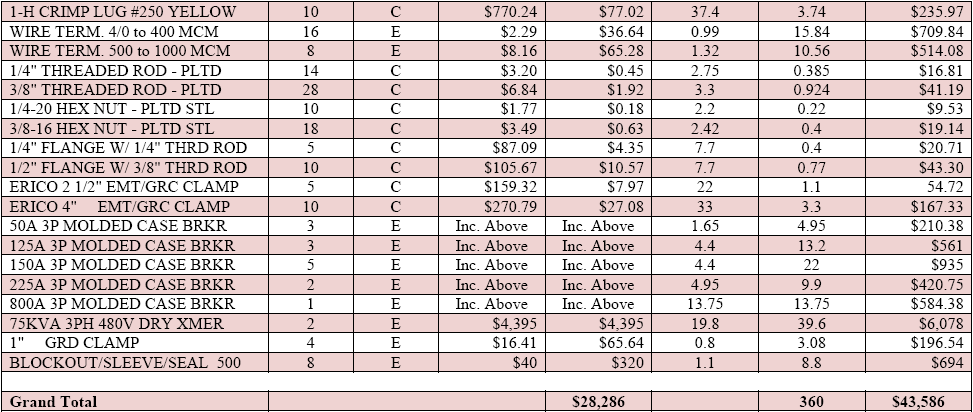 1-H CRIMP LUG #250 YELLOW 10 C $770.24 $77.02 37.4 3.74 $235.97
WIRE TERM. 4/0 to 400 MCM 16 E $2.29 $36.64 0.99 15.84 $709.84
WIRE TERM. 500 to 1000 MCM 8 E $8.16 $65.28 1.32 10.56 $514.08
1/4" THREADED ROD - PLTD 14 C $3.20 $0.45 2.75 0.385 $16.81
3/8" THREADED ROD - PLTD 28 C $6.84 $1.92 3.3 0.924 $41.19
1/4-20 HEX NUT - PLTD STL 10 C $1.77 $0.18 2.2 0.22 $9.53
3/8-16 HEX NUT - PLTD STL 18 C $3.49 $0.63 2.42 0.4 $19.14
1/4" FLANGE W/ 1/4" THRD ROD 5 C $87.09 $4.35 7.7 0.4 $20.71
1/2" FLANGE W/ 3/8" THRD ROD 10 C $105.67 $10.57 7.7 0.77 $43.30
ERICO 2 1/2" EMT/GRC CLAMP 5 C $159.32 $7.97 22 1.1 54.72
ERICO 4" EMT/GRC CLAMP 10 C $270.79 $27.08 33 3.3 $167.33
50A 3P MOLDED CASE BRKR 3 E Inc. Above Inc. Above 1.65 4.95 $210.38
125A 3P MOLDED CASE BRKR 3 E Inc. Above Inc. Above 4.4 13.2 $561
150A 3P MOLDED CASE BRKR 5 E Inc. Above Inc. Above 4.4 22 $935
225A 3P MOLDED CASE BRKR 2 E Inc. Above Inc. Above 4.95 9.9 $420.75
800A 3P MOLDED CASE BRKR 1 E Inc. Above Inc. Above 13.75 13.75 $584.38
75KVA 3PH 480V DRY XMER 2 E $4,395 $4,395 19.8 39.6 $6,078
1" GRD CLAMP 4 E $16.41 $65.64 0.8 3.08 $196.54
BLOCKOUT/SLEEVE/SEAL 500 8 E $40 $320 1.1 8.8 $694
Grand Total $28,286 360 $43,586